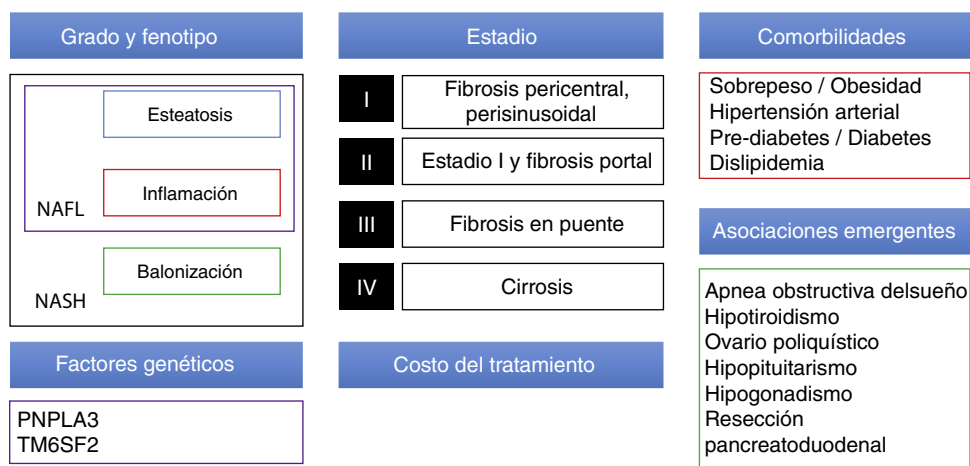 Grado y fenotipo
Esteatosis
Inflamación
NAFL
Balonización
NASH
Factores genéticos
PNPLA3
TM6SF2
Estadio
I
Fibrosis pericentral,
perisinusoidal
II
Estadio I y fibrosis portal
III
Fibrosis en puente
IV
Cirrosis
Costo del tratamiento
Comorbilidades
Sobrepeso / Obesidad
Hipertensión arterial
Pre-diabetes / Diabetes
Dislipidemia
Asociaciones emergentes
Apnea obstructiva delsueño
Hipotiroidismo
Ovario poliquístico
Hipopituitarismo
Hipogonadismo
Resección
pancreatoduodenal